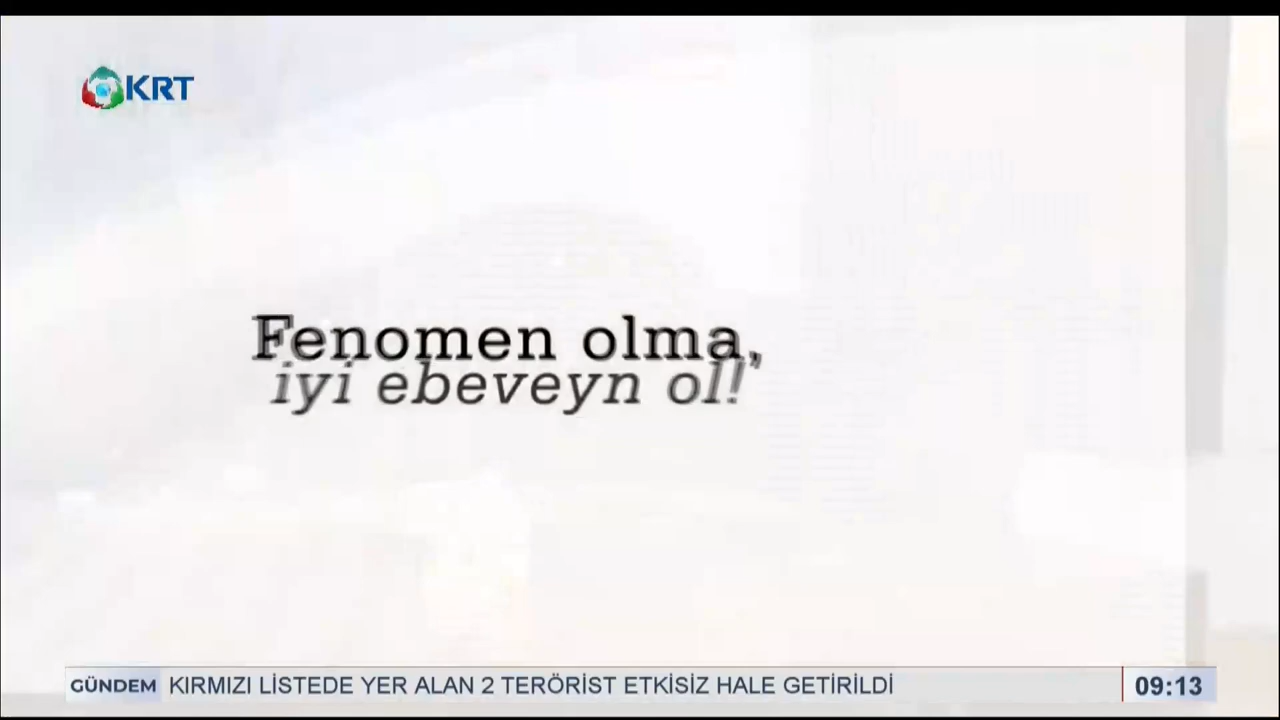 KRT
Fenomen olma,
iyi ebeveyn ol!
GÜNDEM KIRMIZI LİSTEDE YER ALAN 2 TERÖRİST ETKİSİZ HALE GETİRİLDİ 09:13